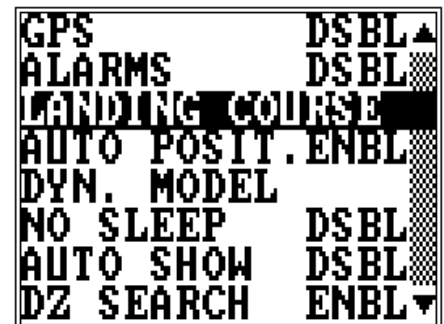 GPS DSBL
ALARMS DSBL
LANDING COURSE
AUTO POSIT. ENBL
DYN. MODEL
NO SLEEP DSBL
AUTO SHOW DSBL
DZ SEARCH ENBL